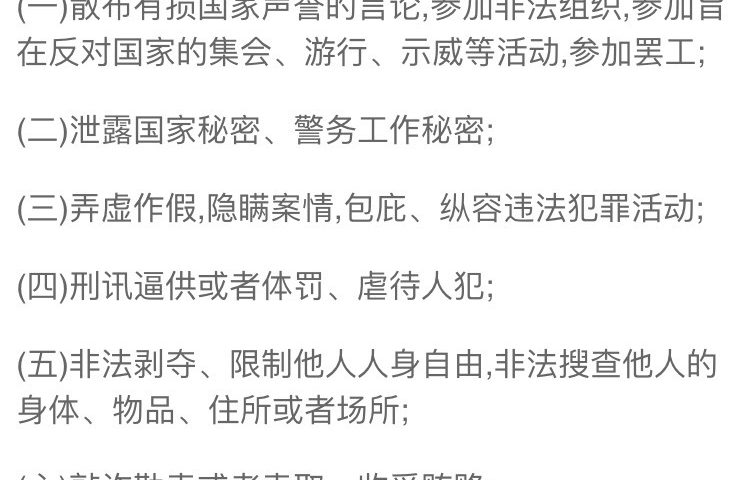 (一)散布有损国家声誉的言论,参加非法组织,参加旨
在反对国家的集会、游行、示威等活动,参加罢工;
(二)泄露国家秘密、警务工作秘密;
(三)弄虚作假,隐瞒案情,包庇、纵容违法犯罪活动;
(四)刑讯逼供或者体罚、虐待人犯;
(五)非法剥夺、限制他人人身自由,非法搜查他人的
身体、物品、住所或者场所;